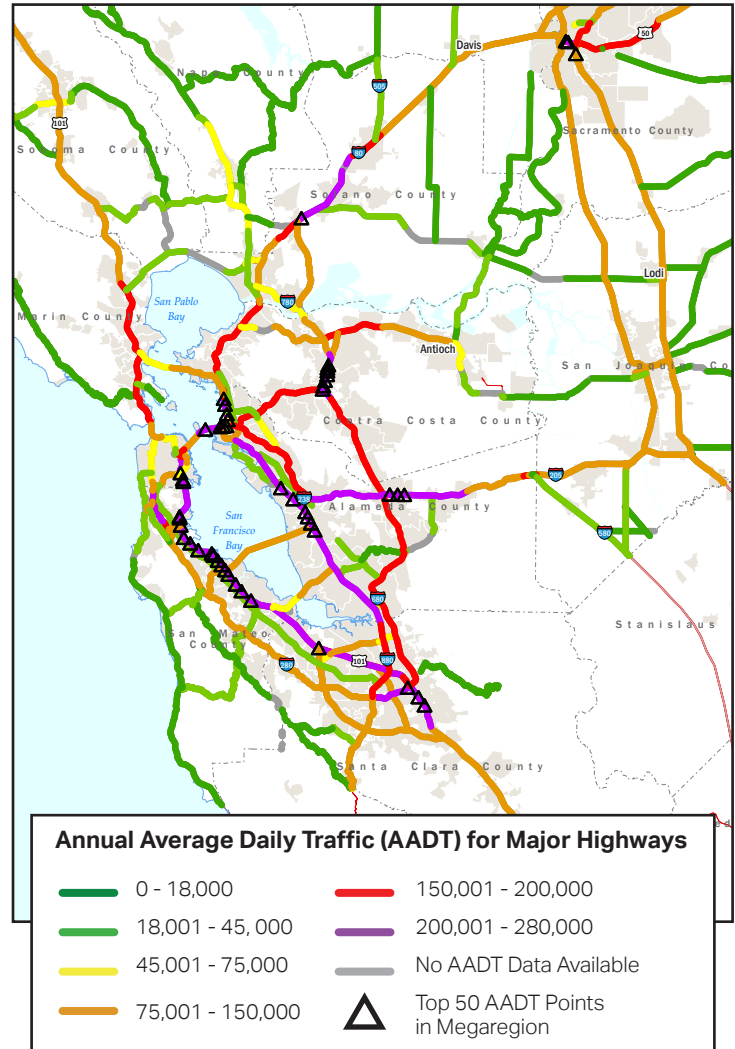 50
Davis
Napa County
505
101
Sacramento County
Sonoma County
80
Solano County
Lodi
San Pablo
Bay
780
Marin County
Antioch
San Joaquin Co
Contra Costa County
205
238
Alameda County
San
Francisco
Bay
580
680
Stanislaus
San Mateo
County
280
101
880
Santa Clara County
ed
Annual Average Daily Traffic (AADT) for Major Highways
0 - 18,000
150,001 - 200,000
18,001 - 45, 000
200,001 - 280,000
45,001 - 75,000
No AADT Data Available
75,001 - 150,000
Top 50 AADT Points
in Megaregion